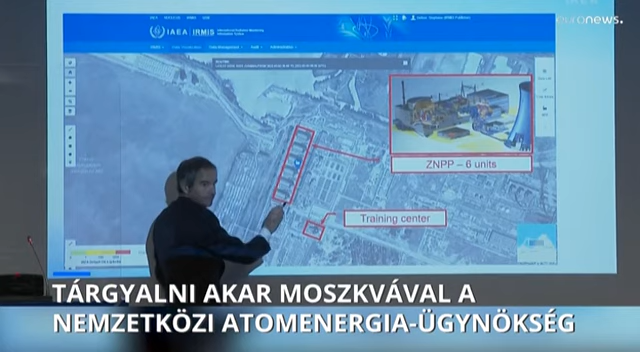 euronews.
IAEA IRMIS
ZNPP – 6 units
Training center
TÁRGYALNI AKAR MOSZKVÁVAL A
NEMZETKÖZI ATOMENERGIA-ÜGYNÖKSÉG